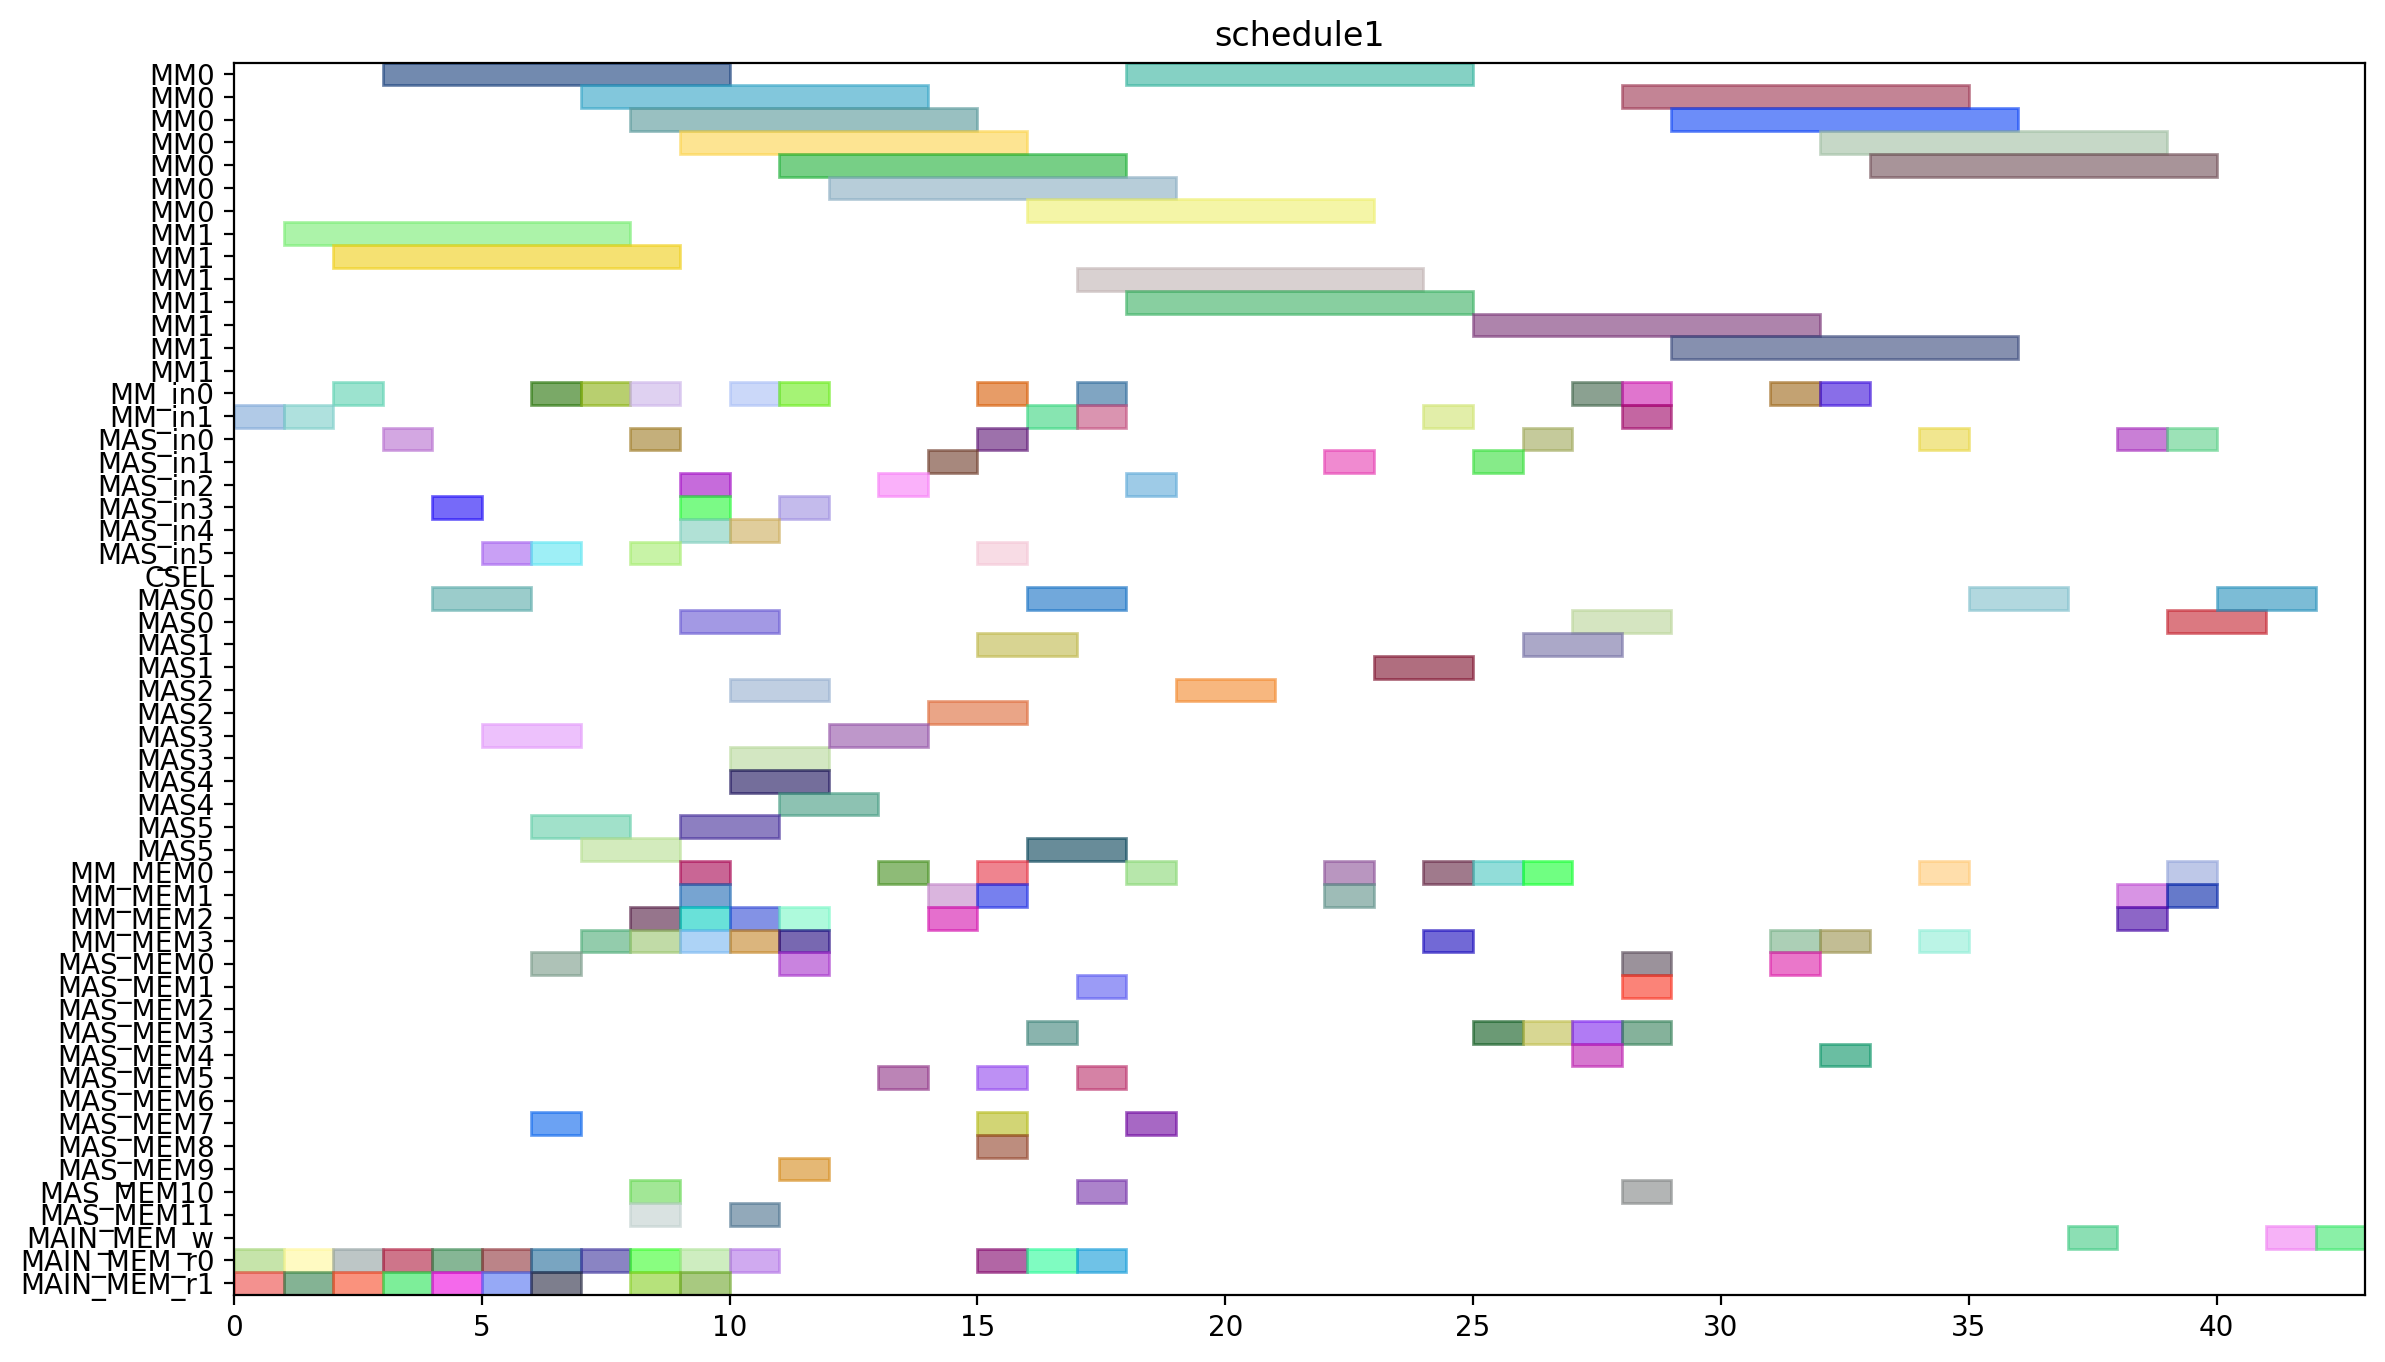 schedule1
MM0
MM0
MM0
MM0
MM0
MM0
MM0
MM1
MM1
MM1
MM1
MM1
MM1
MM1
MM_in0
MM_in1
MAS_in0
MAS_in1
MAS_in2
MAS_in3
MAS_in4
MAS_in5
CSEL
MAS0
MAS0
MAS1
MAS1
MAS2
MAS2
MAS3
MAS3
MAS4
MAS4
MAS5
MAS5
MM_MEM0
MM_MEM1
MM_MEM2
MM_MEM3
MAS_MEM0
MAS_MEM1
MAS_MEM2
MAS_MEM3
MAS_MEM4
MAS_MEM5
MAS_MEM6
MAS_MEM7
MAS_MEM8
MAS_MEM9
MAS_MEM10
MAS_MEM11
MAIN_MEM_w
MAIN_MEM_r0
MAIN_MEM_r1
0 5 10 15 20 25 30 35 40